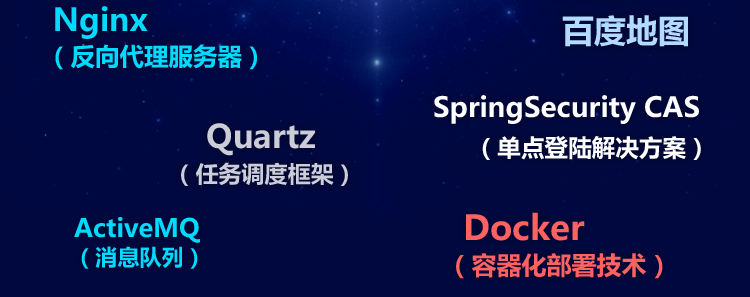 Nginx
（反向代理服务器）
百度地图
SpringSecurity CAS
（单点登陆解决方案）
Quartz
（任务调度框架）
ActiveMQ
（消息队列）
Docker
（容器化部署技术）